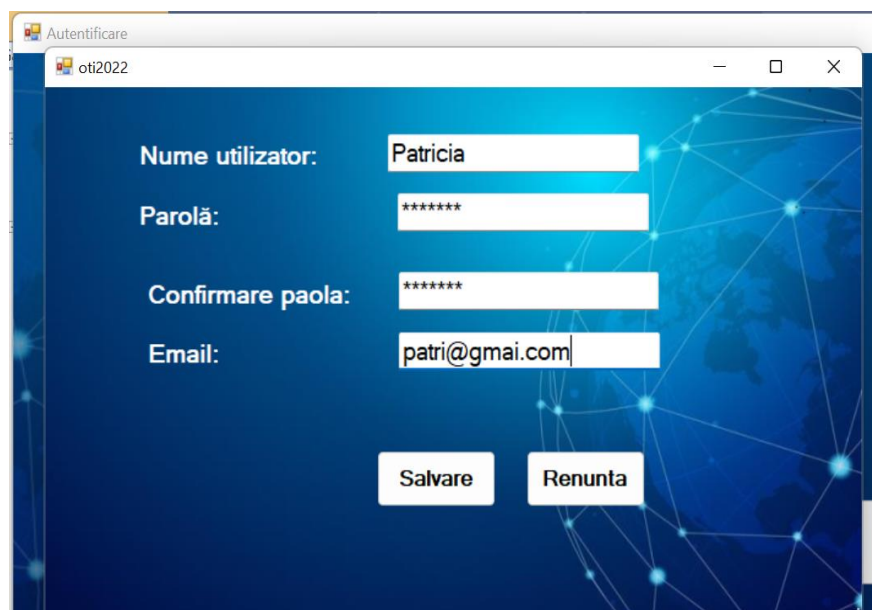 Autentificare
oti2022
Nume utilizator: Patricia
Parolă: *******
Confirmare paola: *******
Email: patri@gmai.com
Salvare Renunta